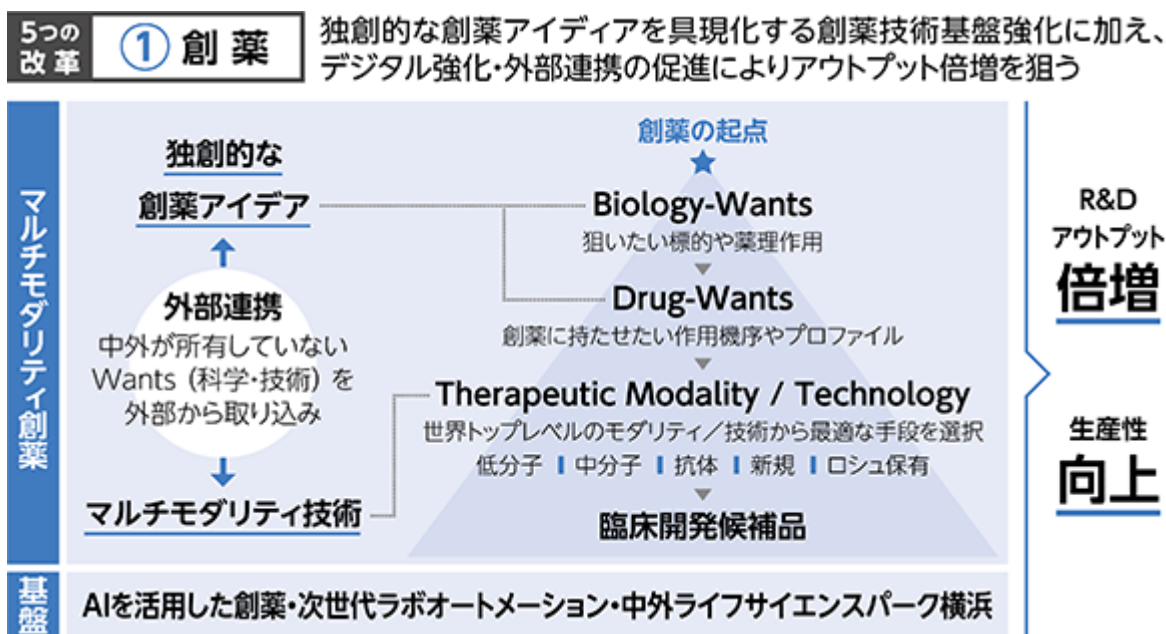 5つの
改革
① 創薬
独創的な創薬アイディアを具現化する創薬技術基盤強化に加え、
デジタル強化・外部連携の促進によりアウトプット倍増を狙う
マルチモダリティ創薬
独創的な
創薬アイデア
外部連携
中外が所有していない
Wants（科学・技術）を
外部から取り込み
マルチモダリティ技術
創薬の起点
Biology-Wants
狙いたい標的や薬理作用
Drug-Wants
創薬に持たせたい作用機序やプロファイル
Therapeutic Modality / Technology
世界トップレベルのモダリティ／技術から最適な手段を選択
低分子 | 中分子 | 抗体 | 新規 | ロシュ保有
臨床開発候補品
R&D
アウトプット
倍増
生産性
向上
基盤
AIを活用した創薬・次世代ラボオートメーション・中外ライフサイエンスパーク横浜